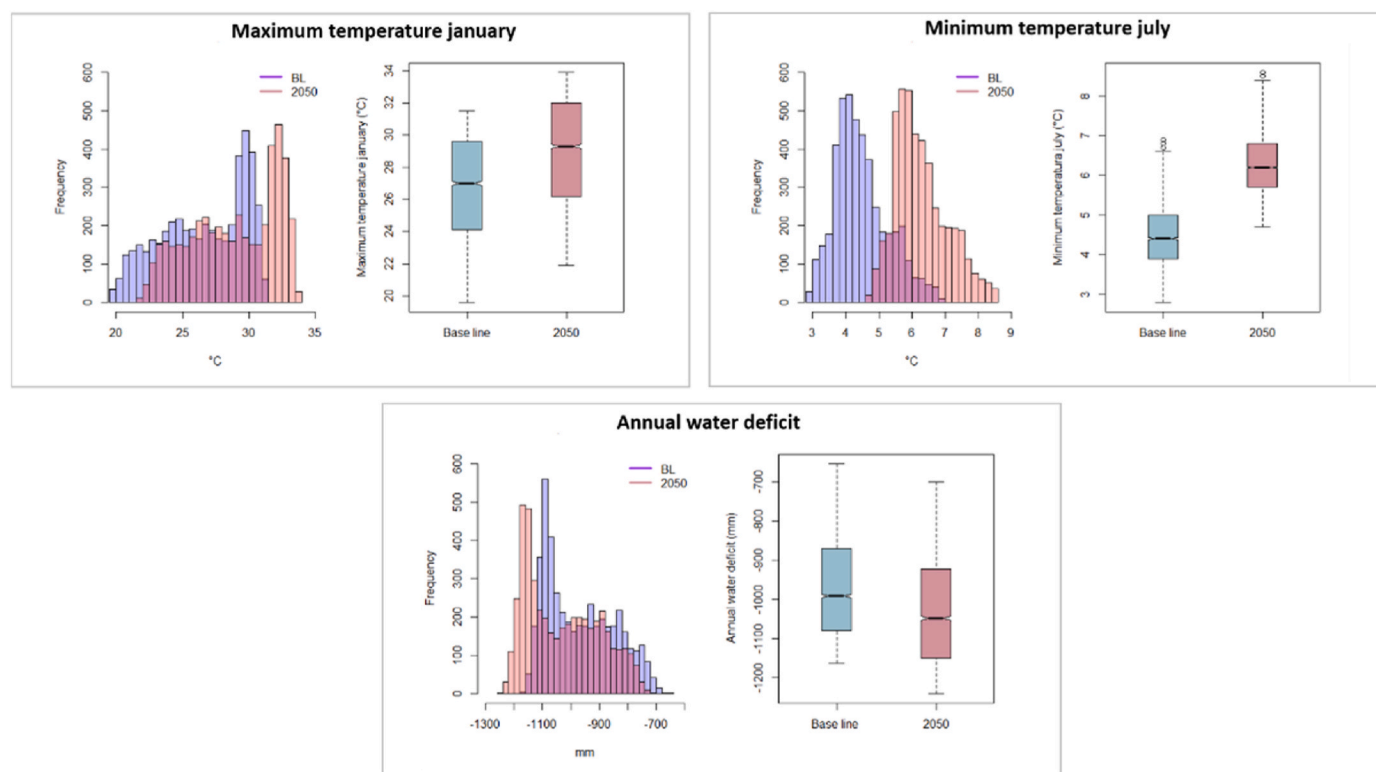 Maximum temperature january
600
500
400
300
200
100
0
Frequency
BL
2050
20 25 30 35
°C
34
32
30
28
26
24
22
20
Maximum temperature january (°C)
Base line 2050
Minimum temperature july
600
500
400
300
200
100
0
Frequency
BL
2050
3 4 5 6 7 8 9
°C
8
7
6
5
4
3
Minimum temperatura july (°C)
Base line 2050
Annual water deficit
600
500
400
300
200
100
0
Frequency
BL
2050
-1300 -1100 -900 -700
mm
-700
-800
-900
-1000
-1100
-1200
Annual water deficit (mm)
Base line 2050